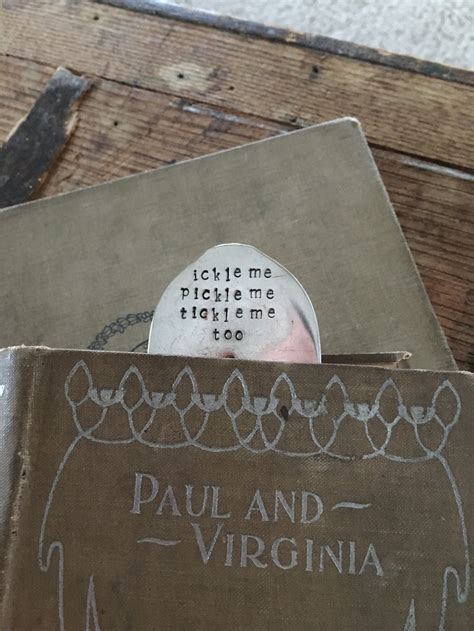 ickle me
pickle me
tickle me
too
PAUL AND
VIRGINIA